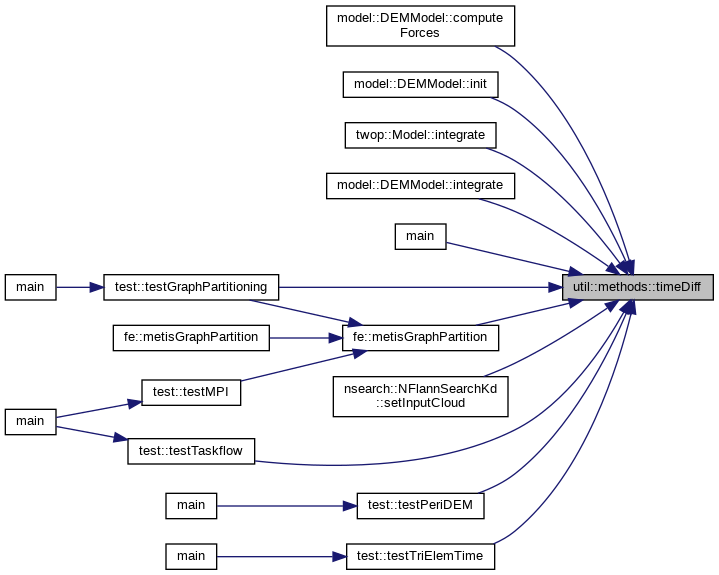 model::DEMModel::compute
Forces
model::DEMModel::init
twop::Model::integrate
model::DEMModel::integrate
main
main
test::testGraphPartitioning
util::methods::timeDiff
fe::metisGraphPartition
fe::metisGraphPartition
nsearch::NFlannSearchKd
::setInputCloud
test::testMPI
main
test::testTaskflow
main
test::testPeriDEM
main
test::testTriElemTime